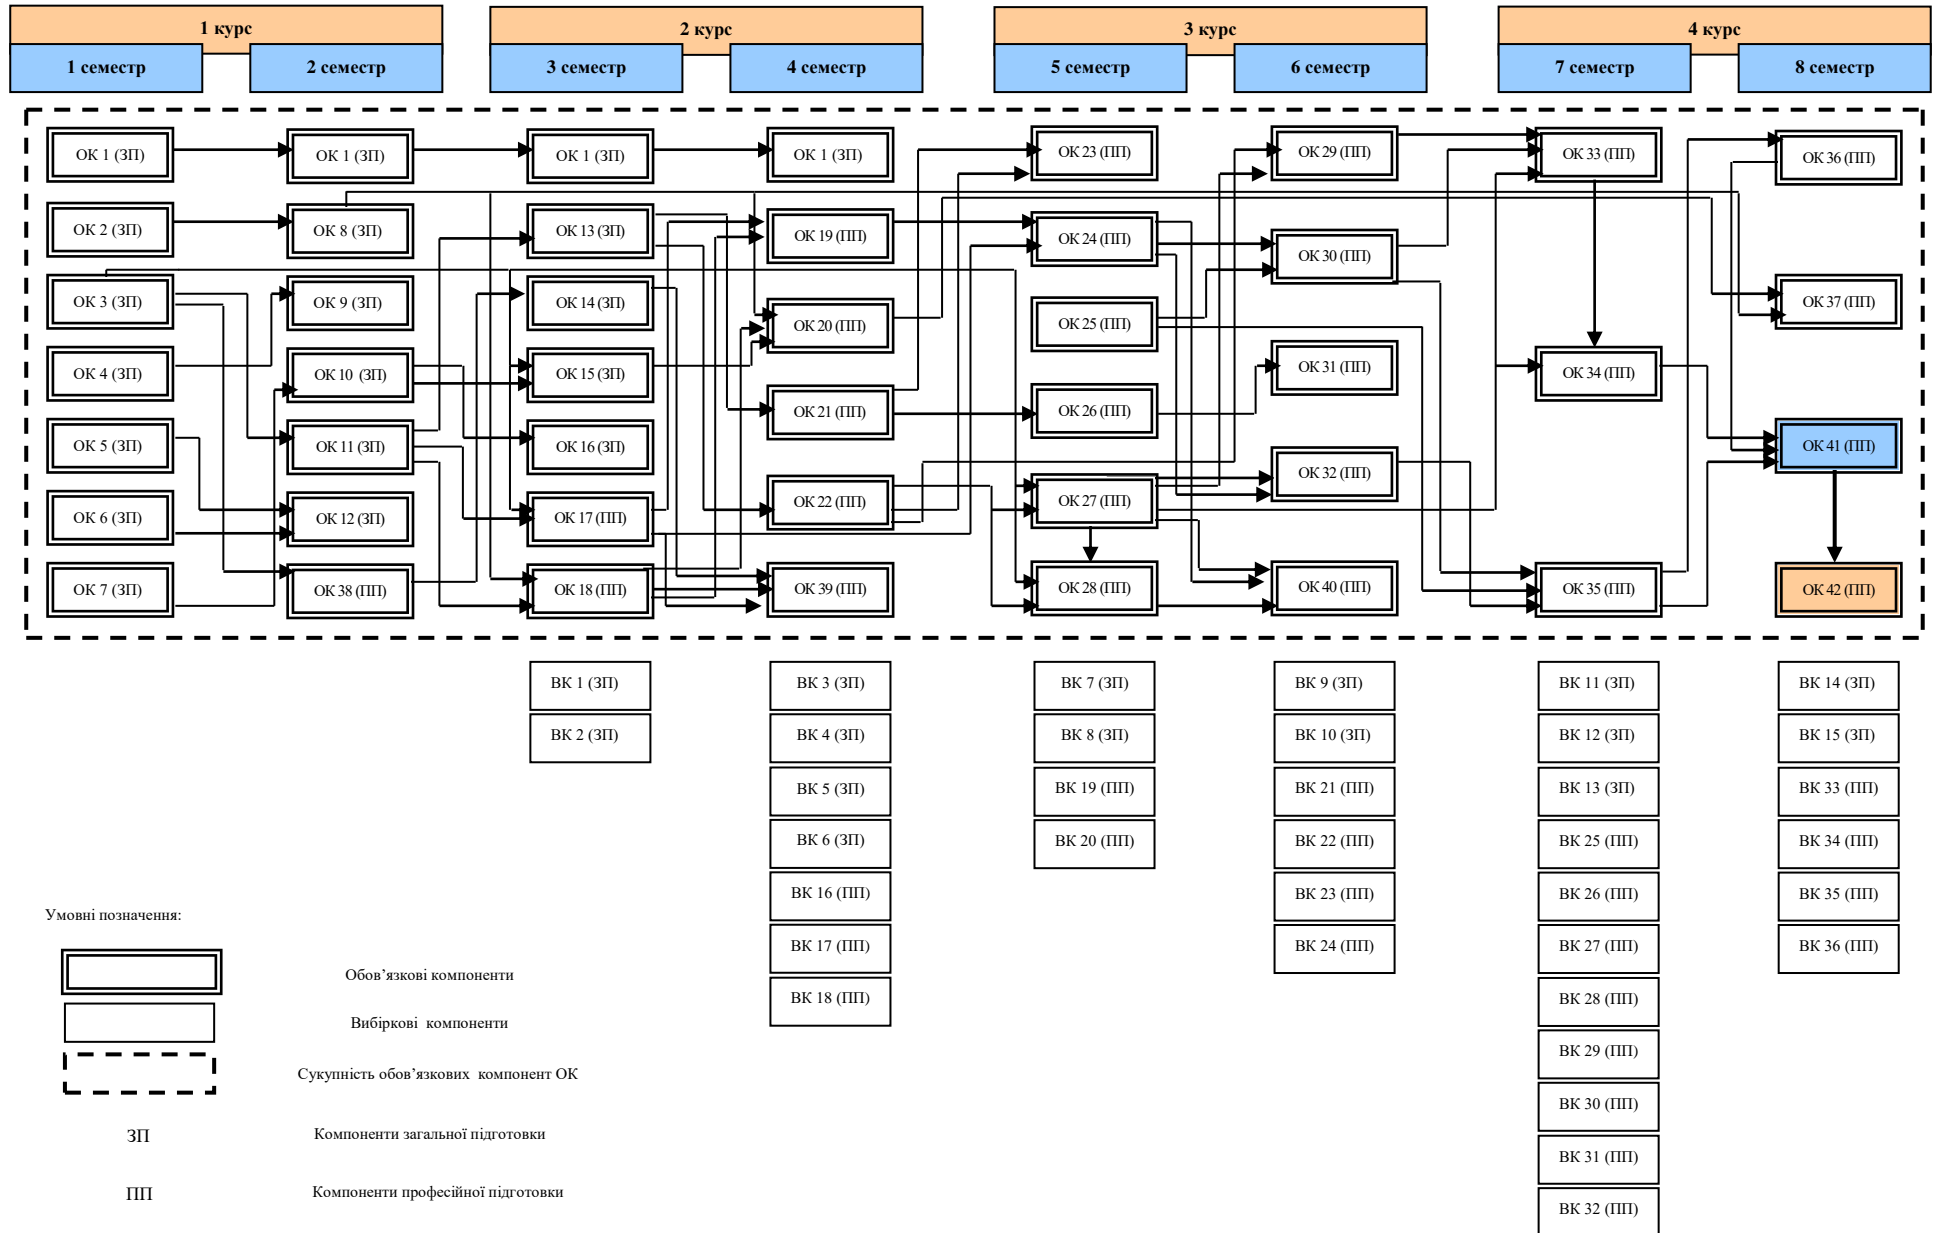 1 курс
2 курс
3 курс
4 курс
1 семестр
2 семестр
3 семестр
4 семестр
5 семестр
6 семестр
7 семестр
8 семестр
ОК 1 (ЗП)
ОК 1 (ЗП)
ОК 1 (ЗП)
ОК 1 (ЗП)
ОК 23 (ПП)
ОК 29 (ПП)
ОК 33 (ПП)
ОК 36 (ПП)
ОК 2 (ЗП)
ОК 8 (ЗП)
ОК 13 (ЗП)
ОК 19 (ПП)
ОК 24 (ПП)
ОК 30 (ПП)
ОК 3 (ЗП)
ОК 9 (ЗП)
ОК 14 (ЗП)
ОК 20 (ПП)
ОК 25 (ПП)
ОК 37 (ПП)
ОК 4 (ЗП)
ОК 10 (ЗП)
ОК 15 (ЗП)
ОК 21 (ПП)
ОК 26 (ПП)
ОК 31 (ПП)
ОК 34 (ПП)
ОК 5 (ЗП)
ОК 11 (ЗП)
ОК 16 (ЗП)
ОК 22 (ПП)
ОК 27 (ПП)
ОК 32 (ПП)
ОК 41 (ПП)
ОК 6 (ЗП)
ОК 12 (ЗП)
ОК 17 (ПП)
ОК 7 (ЗП)
ОК 38 (ПП)
ОК 18 (ПП)
ОК 39 (ПП)
ОК 28 (ПП)
ОК 40 (ПП)
ОК 35 (ПП)
ОК 42 (ПП)
ВК 1 (ЗП)
ВК 3 (ЗП)
ВК 7 (ЗП)
ВК 9 (ЗП)
ВК 11 (ЗП)
ВК 14 (ЗП)
ВК 2 (ЗП)
ВК 4 (ЗП)
ВК 8 (ЗП)
ВК 10 (ЗП)
ВК 12 (ЗП)
ВК 15 (ЗП)
ВК 5 (ЗП)
ВК 19 (ПП)
ВК 21 (ПП)
ВК 13 (ЗП)
ВК 33 (ПП)
ВК 6 (ЗП)
ВК 20 (ПП)
ВК 22 (ПП)
ВК 25 (ПП)
ВК 34 (ПП)
ВК 16 (ПП)
ВК 23 (ПП)
ВК 26 (ПП)
ВК 35 (ПП)
ВК 17 (ПП)
ВК 24 (ПП)
ВК 27 (ПП)
ВК 36 (ПП)
ВК 18 (ПП)
ВК 28 (ПП)
ВК 29 (ПП)
ВК 30 (ПП)
ВК 31 (ПП)
ВК 32 (ПП)
Умовні позначення:
Обов’язкові компоненти
Вибіркові компоненти
Сукупність обов’язкових компонент ОК
ЗП
Компоненти загальної підготовки
ПП
Компоненти професійної підготовки